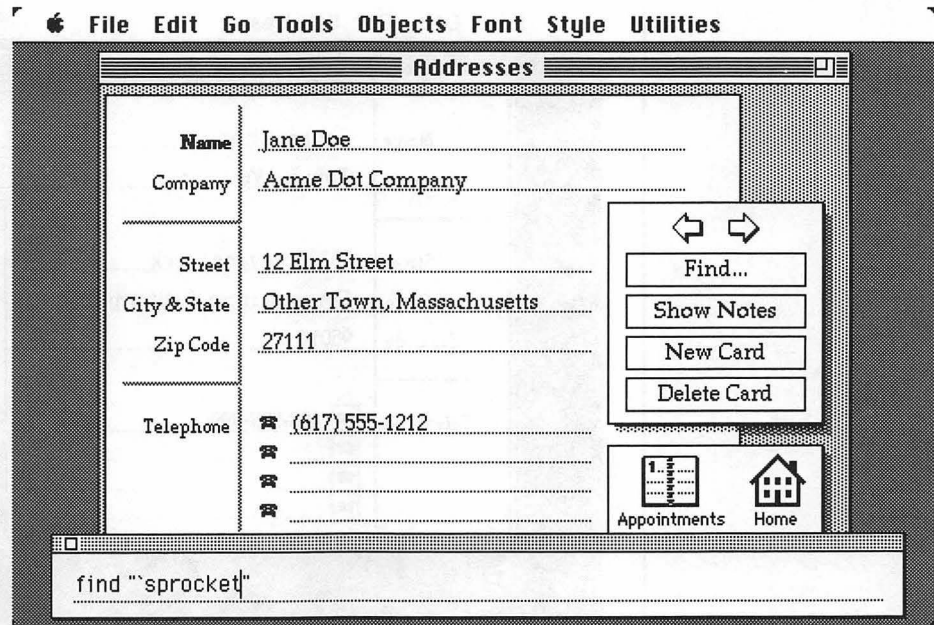 File Edit Go Tools Objects Font Style Utilities
Addresses
Name Jane Doe
Company Acme Dot Company
Street 12 Elm Street
City & State Other Town, Massachusetts
Zip Code 27111
Telephone (617) 555-1212
Find...
Show Notes
New Card
Delete Card
1
Appointments Home
find "`sprocket"